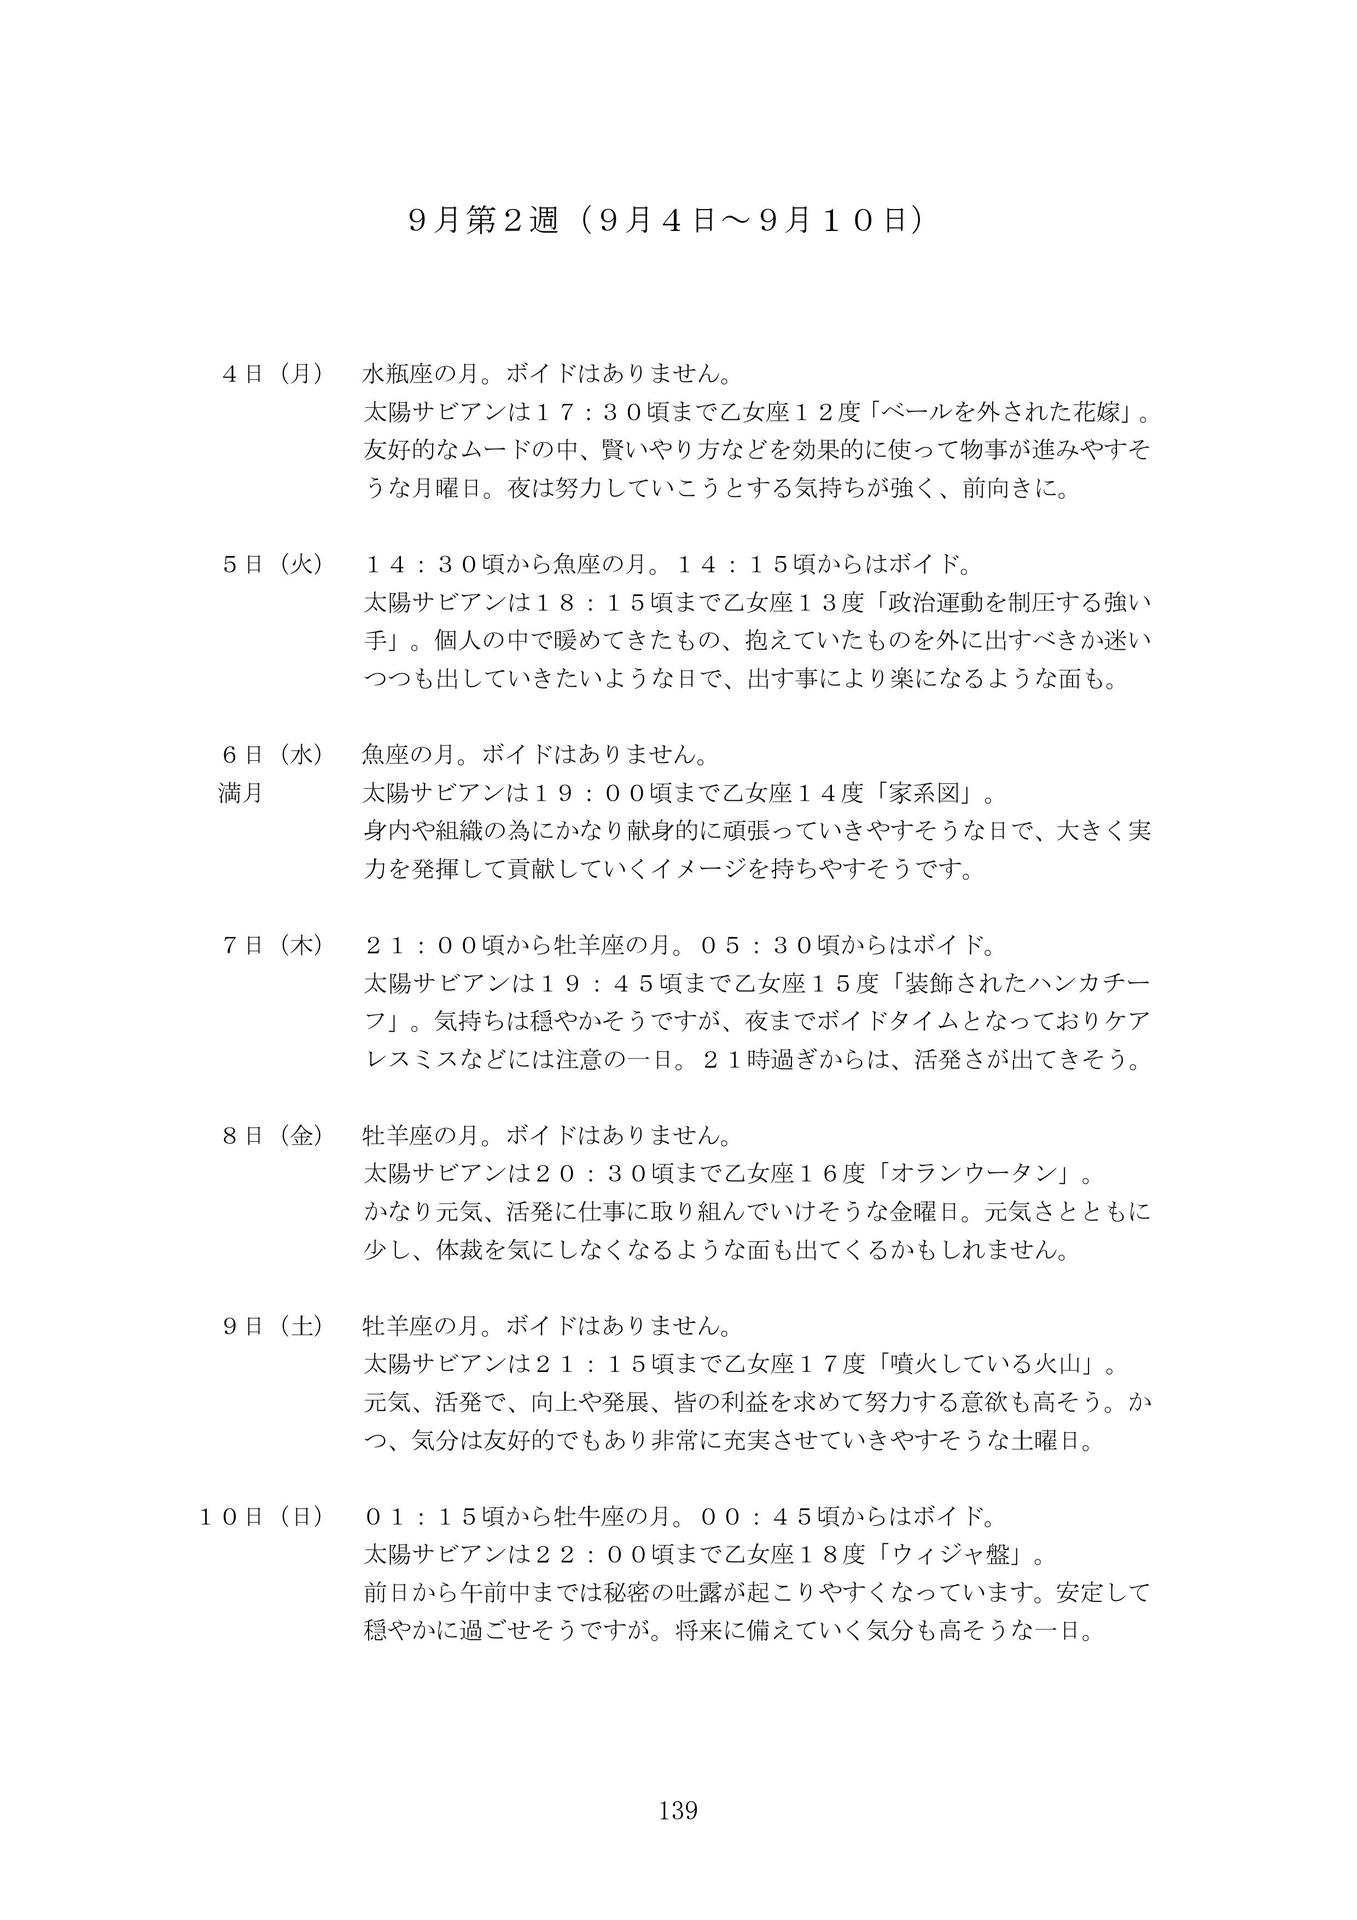 ９月第２週（９月４日～９月１０日）
４日（月）　水瓶座の月。ボイドはありません。
太陽サビアンは１７：３０頃まで乙女座１２度「ベールを外された花嫁」。
友好的なムードの中、賢いやり方などを効果的に使って物事が進みやすそ
うな月曜日。夜は努力していこうとする気持ちが強く、前向きに。
５日（火）　１４：３０頃から魚座の月。１４：１５頃からはボイド。
太陽サビアンは１８：１５頃まで乙女座１３度「政治運動を制圧する強い
手」。個人の中で暖めてきたもの、抱えていたものを外に出すべきか迷い
つつも出していきたいような日で、出す事により楽になるような面も。
６日（水）　魚座の月。ボイドはありません。
満月　太陽サビアンは１９：００頃まで乙女座１４度「家系図」。
身内や組織の為にかなり献身的に頑張っていきやすそうな日で、大きく実
力を発揮して貢献していくイメージを持ちやすそうです。
７日（木）　２１：００頃から牡羊座の月。０５：３０頃からはボイド。
太陽サビアンは１９：４５頃まで乙女座１５度「装飾されたハンカチー
フ」。気持ちは穏やかそうですが、夜までボイドタイムとなっておりケア
レスミスなどには注意の一日。２１時過ぎからは、活発さが出てきそう。
８日（金）　牡羊座の月。ボイドはありません。
太陽サビアンは２０：３０頃まで乙女座１６度「オランウータン」。
かなり元気、活発に仕事に取り組んでいけそうな金曜日。元気さとともに
少し、体裁を気にしなくなるような面も出てくるかもしれません。
９日（土）　牡羊座の月。ボイドはありません。
太陽サビアンは２１：１５頃まで乙女座１７度「噴火している火山」。
元気、活発で、向上や発展、皆の利益を求めて努力する意欲も高そう。か
つ、気分は友好的でもあり非常に充実させていきやすそうな土曜日。
１０日（日）　０１：１５頃から牡牛座の月。００：４５頃からはボイド。
太陽サビアンは２２：００頃まで乙女座１８度「ウィジャ盤」。
前日から午前中までは秘密の吐露が起こりやすくなっています。安定して
穏やかに過ごせそうですが。将来に備えていく気分も高そうな一日。
139